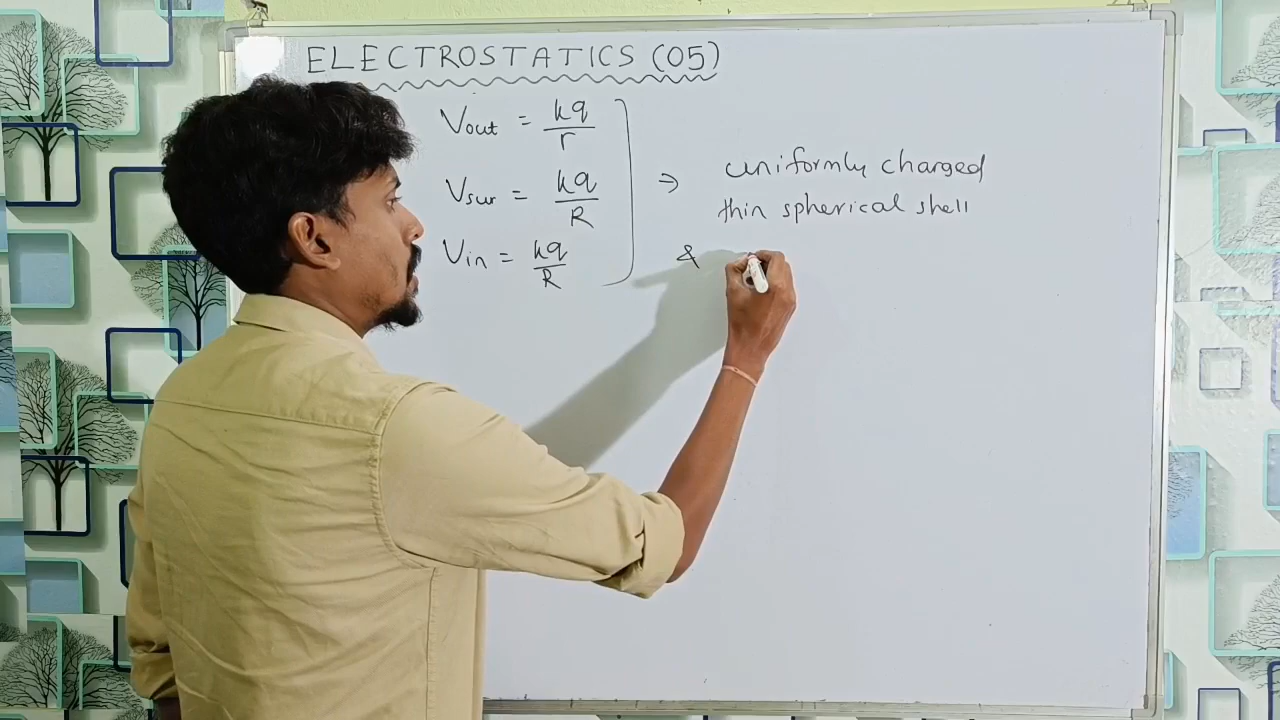 ELECTROSTATICS (05)
Vout = kq/r
Vsur = kq/R
Vin = kq/R
⇒ uniformly charged
thin spherical shell
&